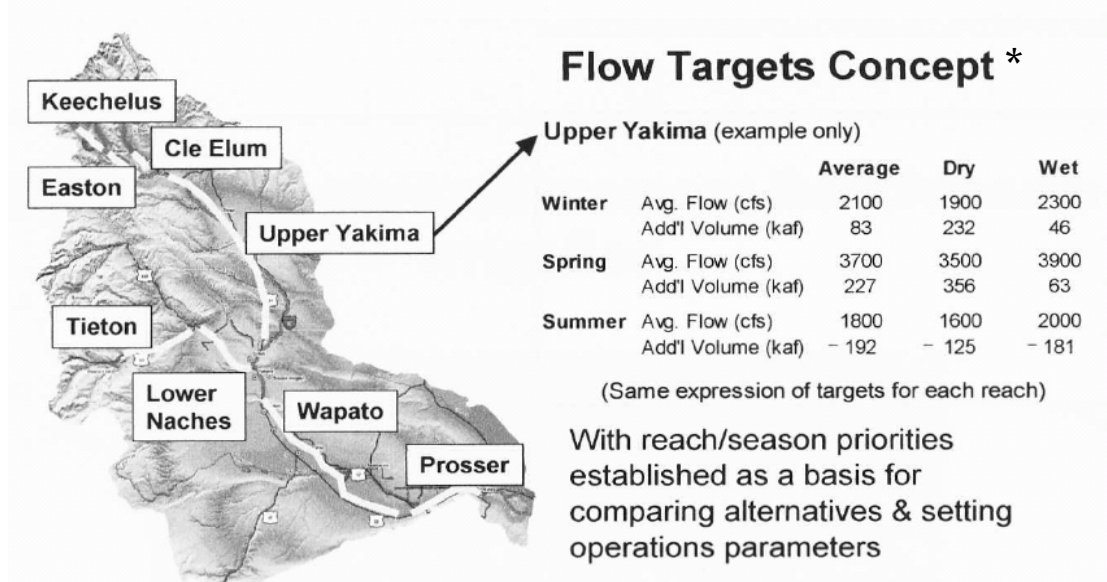 Flow Targets Concept *
Keechelus
Cle Elum
Easton
Upper Yakima
Tieton
Lower
Naches
Wapato
Prosser
Upper Yakima (example only)
Average Dry Wet
Winter Avg. Flow (cfs) 2100 1900 2300
Add'l Volume (kaf) 83 232 46
Spring Avg. Flow (cfs) 3700 3500 3900
Add'l Volume (kaf) 227 356 63
Summer Avg. Flow (cfs) 1800 1600 2000
Add'l Volume (kaf) – 192 – 125 – 181
(Same expression of targets for each reach)
With reach/season priorities
established as a basis for
comparing alternatives & setting
operations parameters